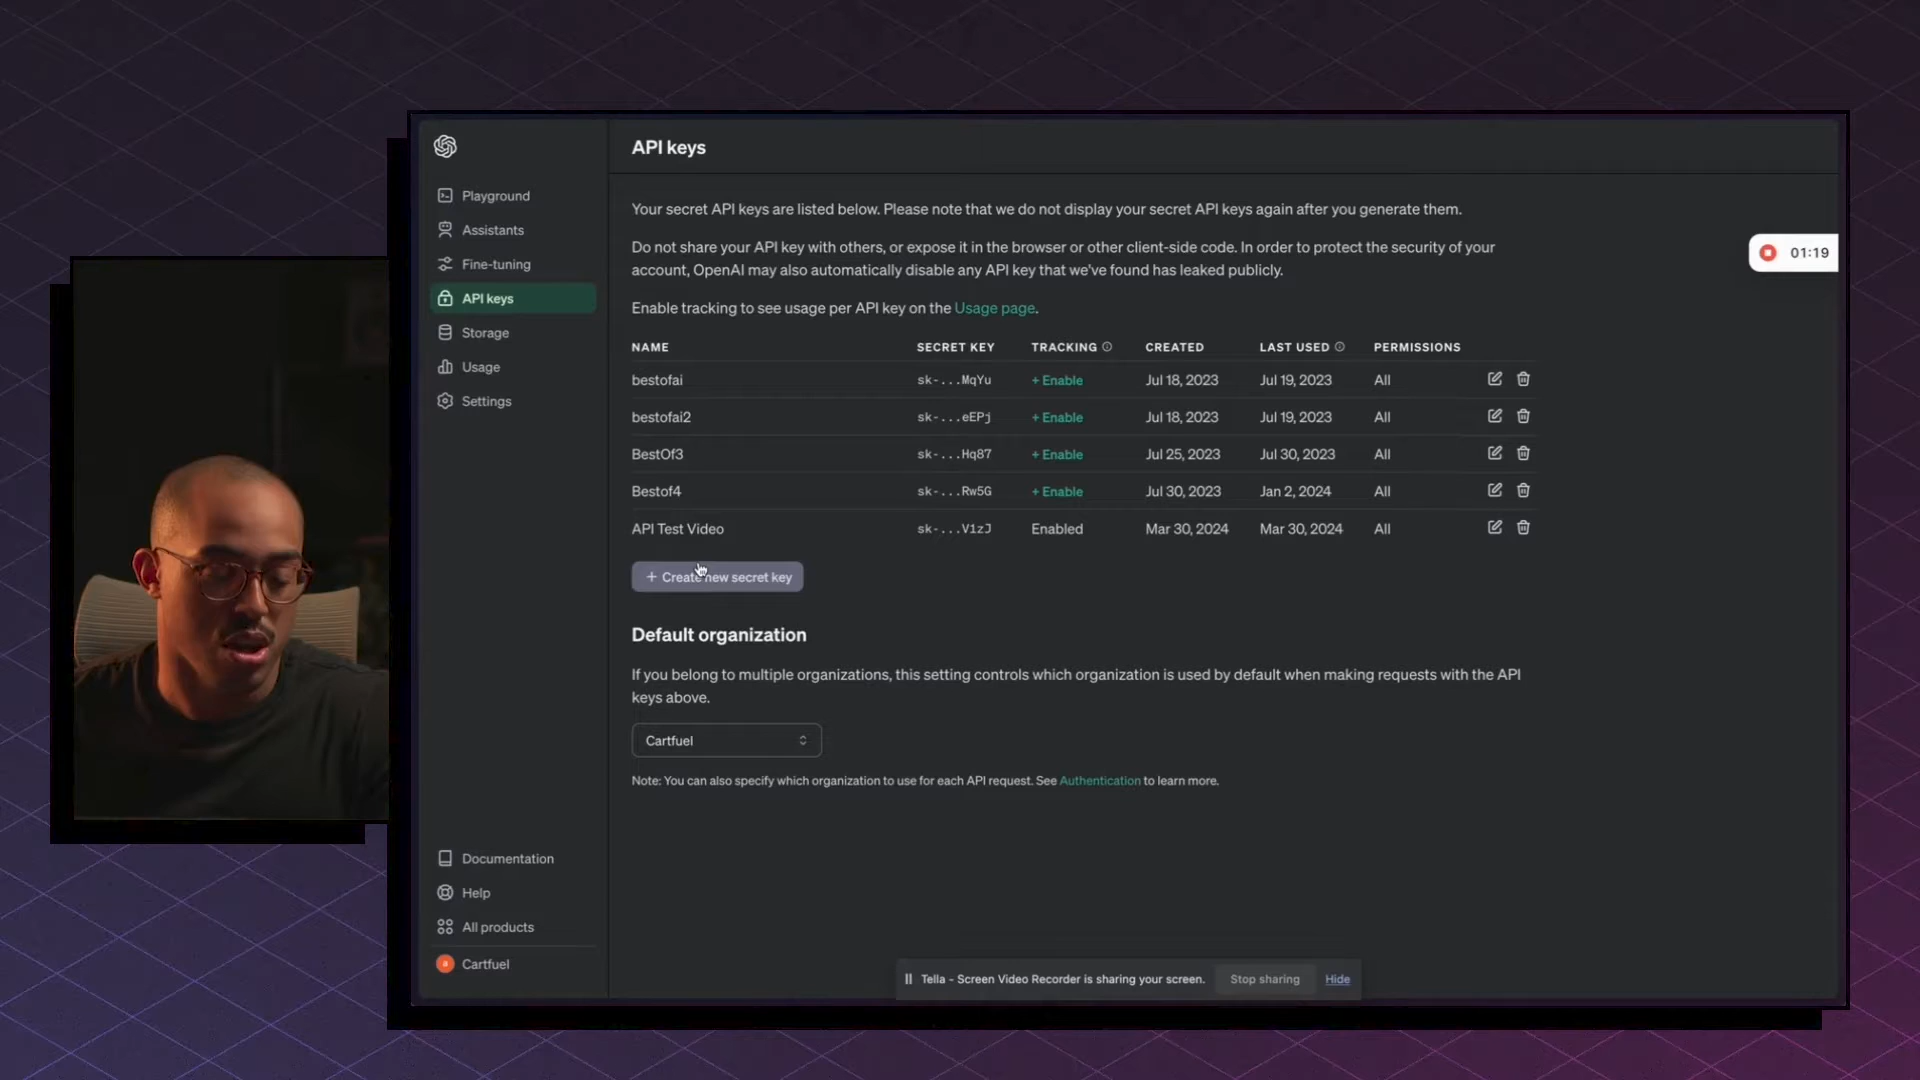 API keys
Playground
Assistants
Fine-tuning
API keys
Storage
Usage
Settings
Your secret API keys are listed below. Please note that we do not display your secret API keys again after you generate them.
Do not share your API key with others, or expose it in the browser or other client-side code. In order to protect the security of your
account, OpenAI may also automatically disable any API key that we've found has leaked publicly.
01:19
Enable tracking to see usage per API key on the Usage page.
NAME SECRET KEY TRACKING CREATED LAST USED PERMISSIONS
bestofai sk-...MqYu + Enable Jul 18, 2023 Jul 19, 2023 All
bestofai2 sk-...eEPj + Enable Jul 18, 2023 Jul 19, 2023 All
BestOf3 sk-...Hq87 + Enable Jul 25, 2023 Jul 30, 2023 All
Bestof4 sk-...Rw5G + Enable Jul 30, 2023 Jan 2, 2024 All
API Test Video sk-...V1zJ Enabled Mar 30, 2024 Mar 30, 2024 All
+ Create new secret key
Default organization
If you belong to multiple organizations, this setting controls which organization is used by default when making requests with the API
keys above.
Cartfuel
Note: You can also specify which organization to use for each API request. See Authentication to learn more.
Documentation
Help
All products
a Cartfuel
Tella - Screen Video Recorder is sharing your screen. Stop sharing Hide